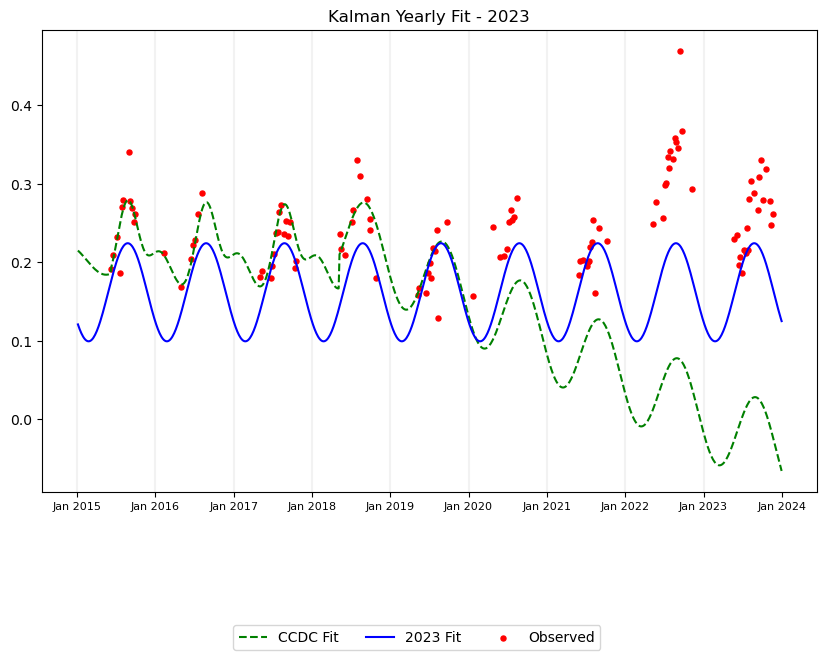 Kalman Yearly Fit - 2023
0.4
0.3
0.2
0.1
0.0
Jan 2015 Jan 2016 Jan 2017 Jan 2018 Jan 2019 Jan 2020 Jan 2021 Jan 2022 Jan 2023 Jan 2024
CCDC Fit 2023 Fit Observed